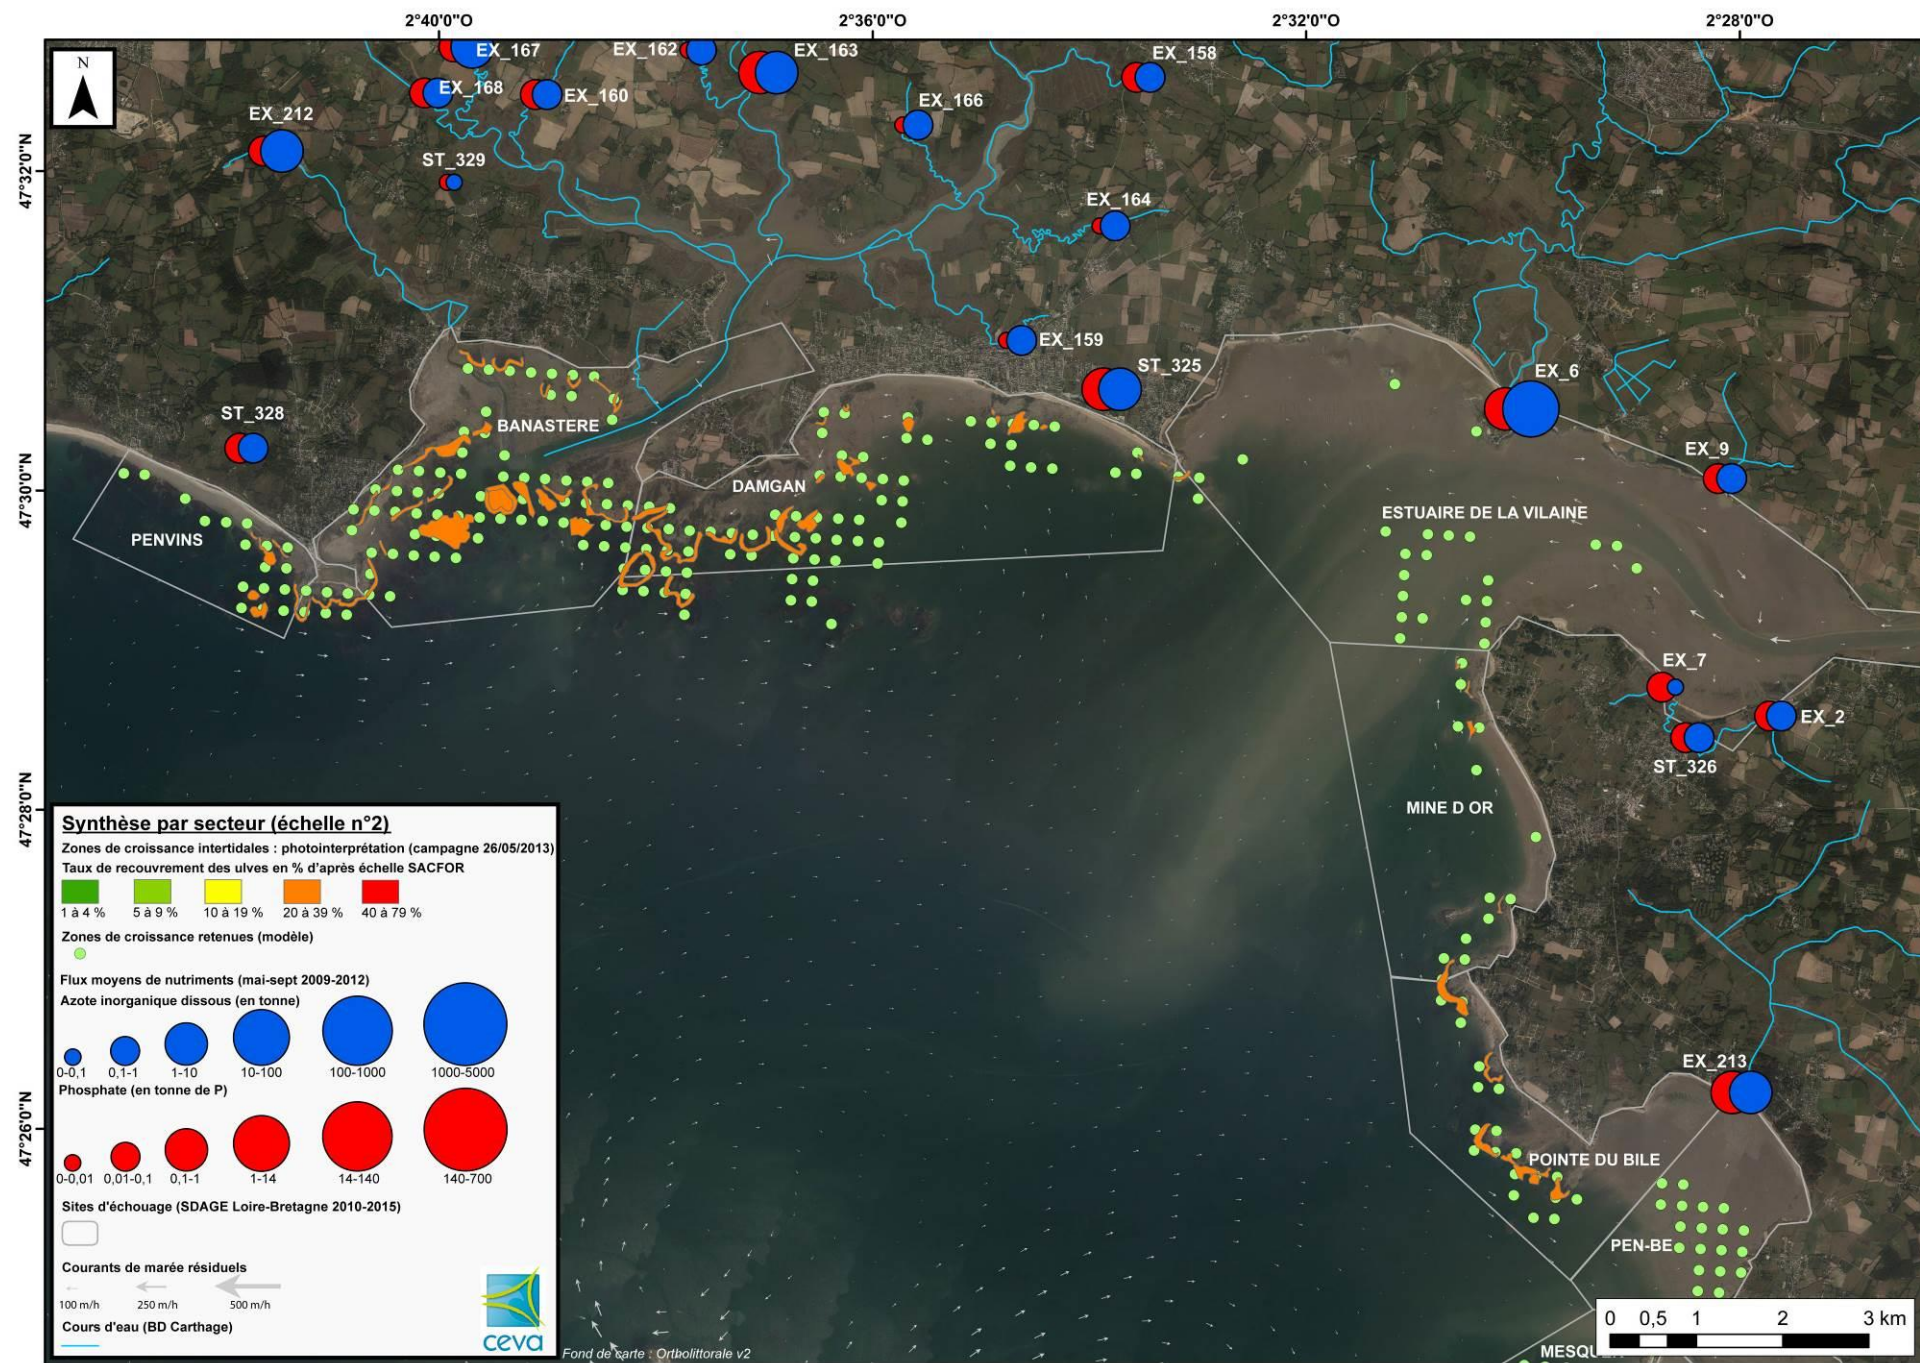 2°40'0"O
2°36'0"O
2°32'0"O
2°28'0"O
47°32'0"N
47°30'0"N
47°28'0"N
47°26'0"N
N
EX_167
EX_162
EX_163
EX_158
EX_168
EX_160
EX_212
EX_166
ST_329
EX_164
EX_159
ST_325
EX_6
ST_328
BANASTERE
EX_9
DAMGAN
ESTUAIRE DE LA VILAINE
PENVINS
EX_7
EX_2
ST_326
MINE D OR
EX_213
POINTE DU BILE
PEN-BE
Synthèse par secteur (échelle n°2)
Zones de croissance intertidales : photointerprétation (campagne 26/05/2013)
Taux de recouvrement des ulves en % d'après échelle SACFOR
1 à 4 %
5 à 9 %
10 à 19 %
20 à 39 %
40 à 79 %
Zones de croissance retenues (modèle)
Flux moyens de nutriments (mai-sept 2009-2012)
Azote inorganique dissous (en tonne)
0-0,1
0,1-1
1-10
10-100
100-1000
1000-5000
Phosphate (en tonne de P)
0-0,01
0,01-0,1
0,1-1
1-14
14-140
140-700
Sites d'échouage (SDAGE Loire-Bretagne 2010-2015)
Courants de marée résiduels
100 m/h
250 m/h
500 m/h
Cours d'eau (BD Carthage)
ceva
Fond de carte : Ortholittorale v2
0 0,5 1 2 3 km